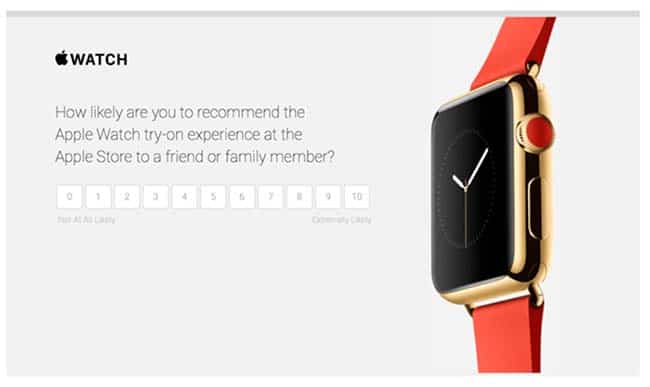 WATCH
How likely are you to recommend the
Apple Watch try-on experience at the
Apple Store to a friend or family member?
0 1 2 3 4 5 6 7 8 9 10
Not At All Likely Extremely Likely